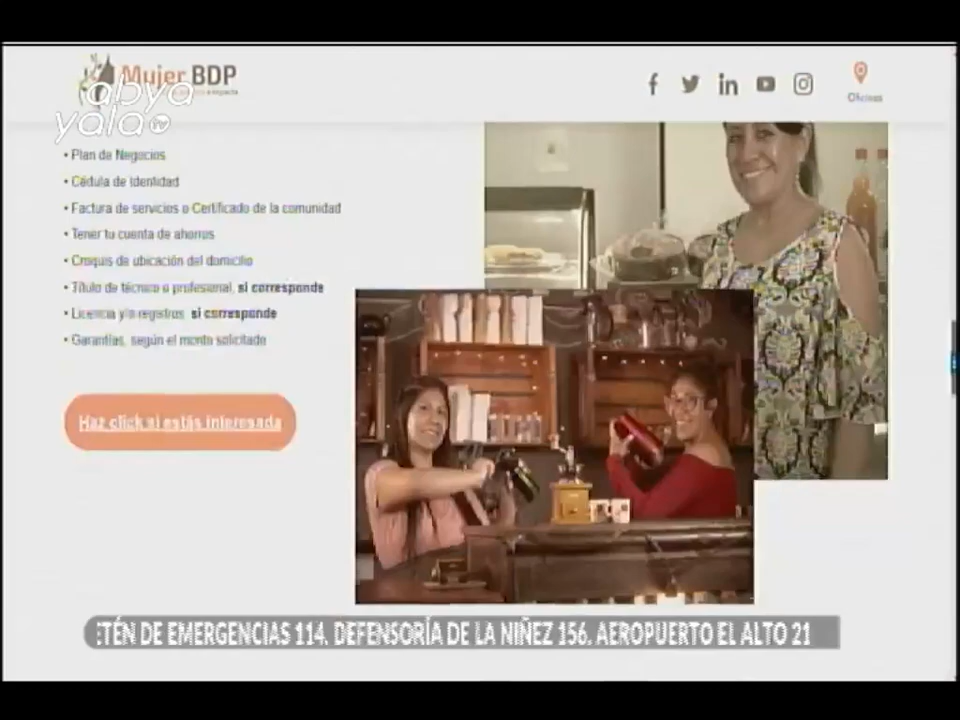 Mujer BDP
abya
yala tv
Oficinas
• Plan de Negocios
• Cédula de Identidad
• Factura de servicios o Certificado de la comunidad
• Tener tu cuenta de ahorros
• Croquis de ubicación del domicilio
• Título de técnico o profesional, si corresponde
• Licencia y/o registros, si corresponde
• Garantías, según el monto solicitado
Haz click si estás interesada
ETÉN DE EMERGENCIAS 114. DEFENSORÍA DE LA NIÑEZ 156. AEROPUERTO EL ALTO 21